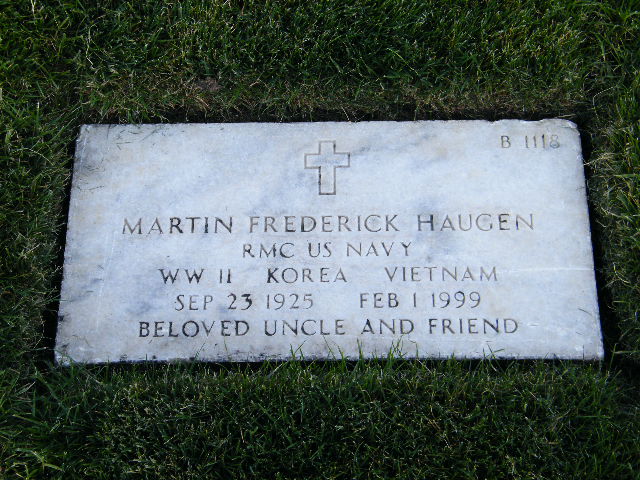 B 1118
MARTIN FREDERICK HAUGEN
RMC US NAVY
WW II KOREA VIETNAM
SEP 23 1925 FEB 1 1999
BELOVED UNCLE AND FRIEND